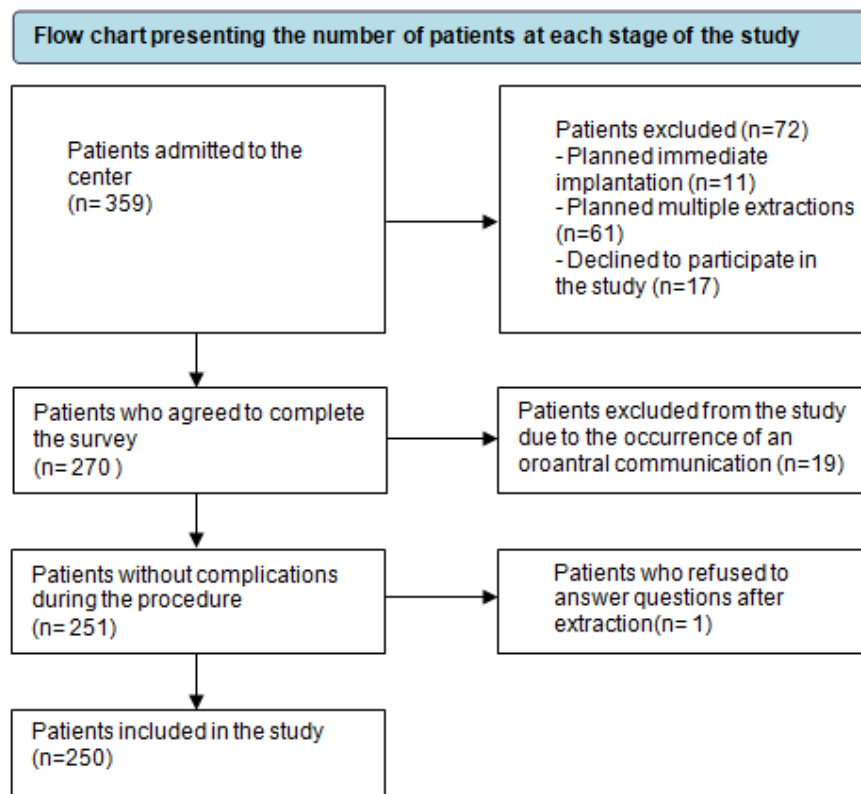 Flow chart presenting the number of patients at each stage of the study
Patients admitted to the
center
(n= 359)
Patients excluded (n=72)
- Planned immediate
implantation (n=11)
- Planned multiple extractions
(n=61)
- Declined to participate in
the study (n=17)
Patients who agreed to complete
the survey
(n= 270 )
Patients excluded from the study
due to the occurrence of an
oroantral communication (n=19)
Patients without complications
during the procedure
(n= 251)
Patients who refused to
answer questions after
extraction(n= 1)
Patients included in the study
(n=250)